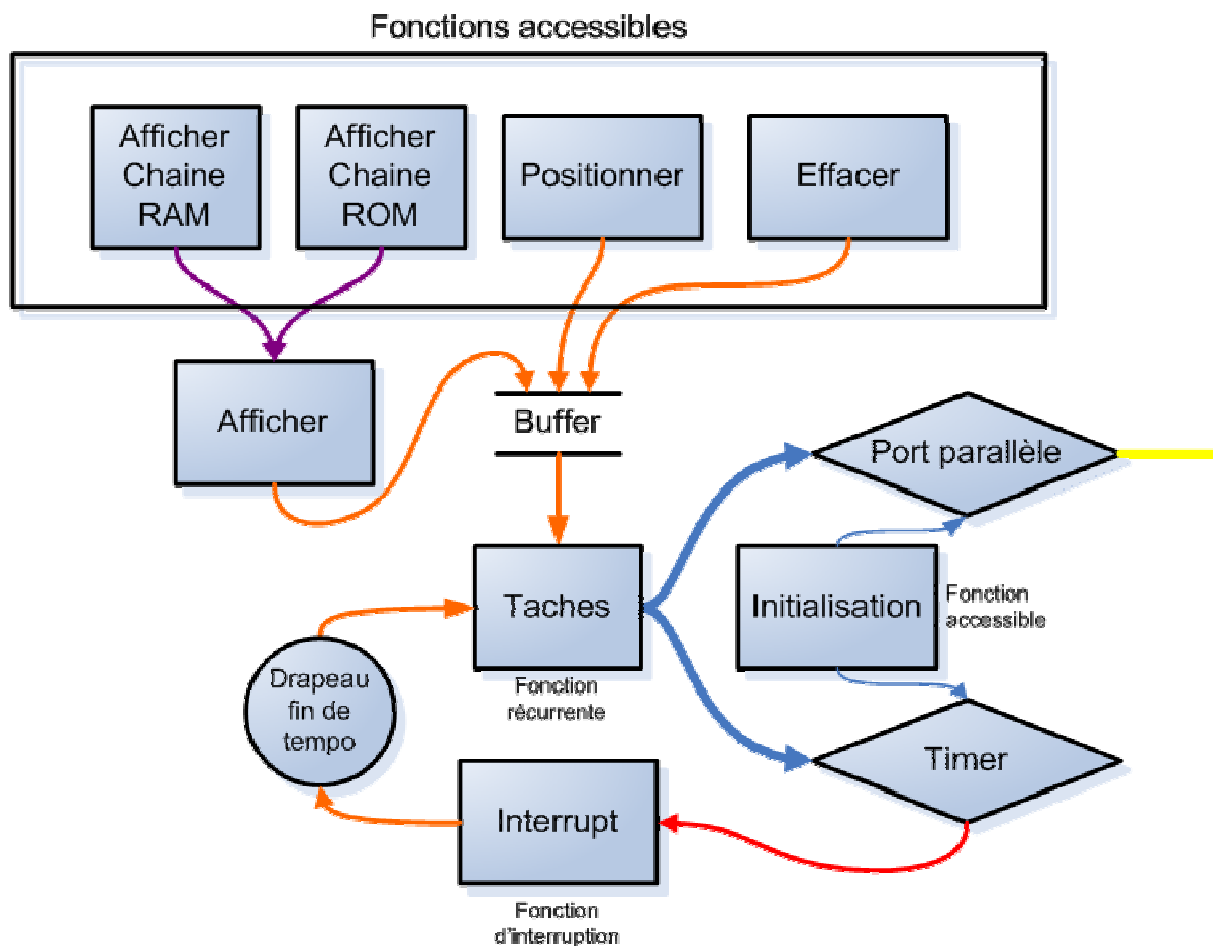 Fonctions accessibles
Afficher
Chaine
RAM
Afficher
Chaine
ROM
Positionner
Effacer
Afficher
Buffer
Port parallèle
Taches
Fonction
récurrente
Initialisation
Fonction
accessible
Drapeau
fin de
tempo
Timer
Interrupt
Fonction
d'interruption